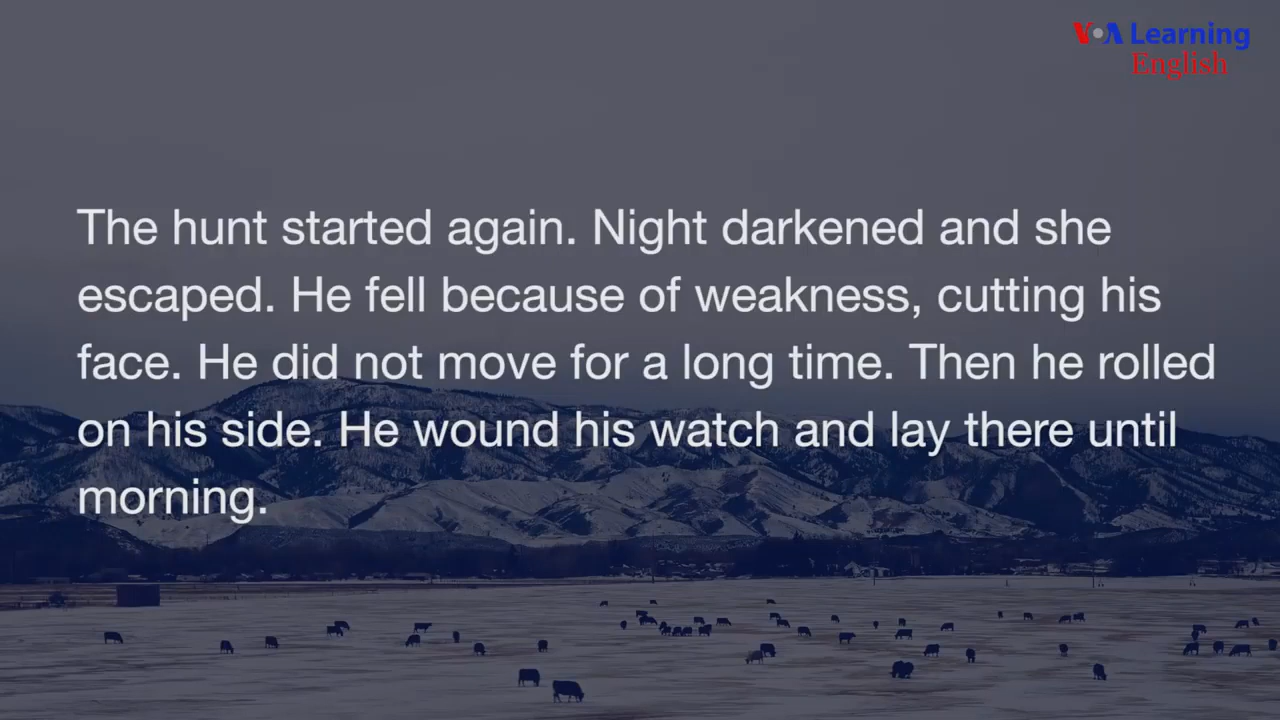 VOA Learning
English
The hunt started again. Night darkened and she
escaped. He fell because of weakness, cutting his
face. He did not move for a long time. Then he rolled
on his side. He wound his watch and lay there until
morning.